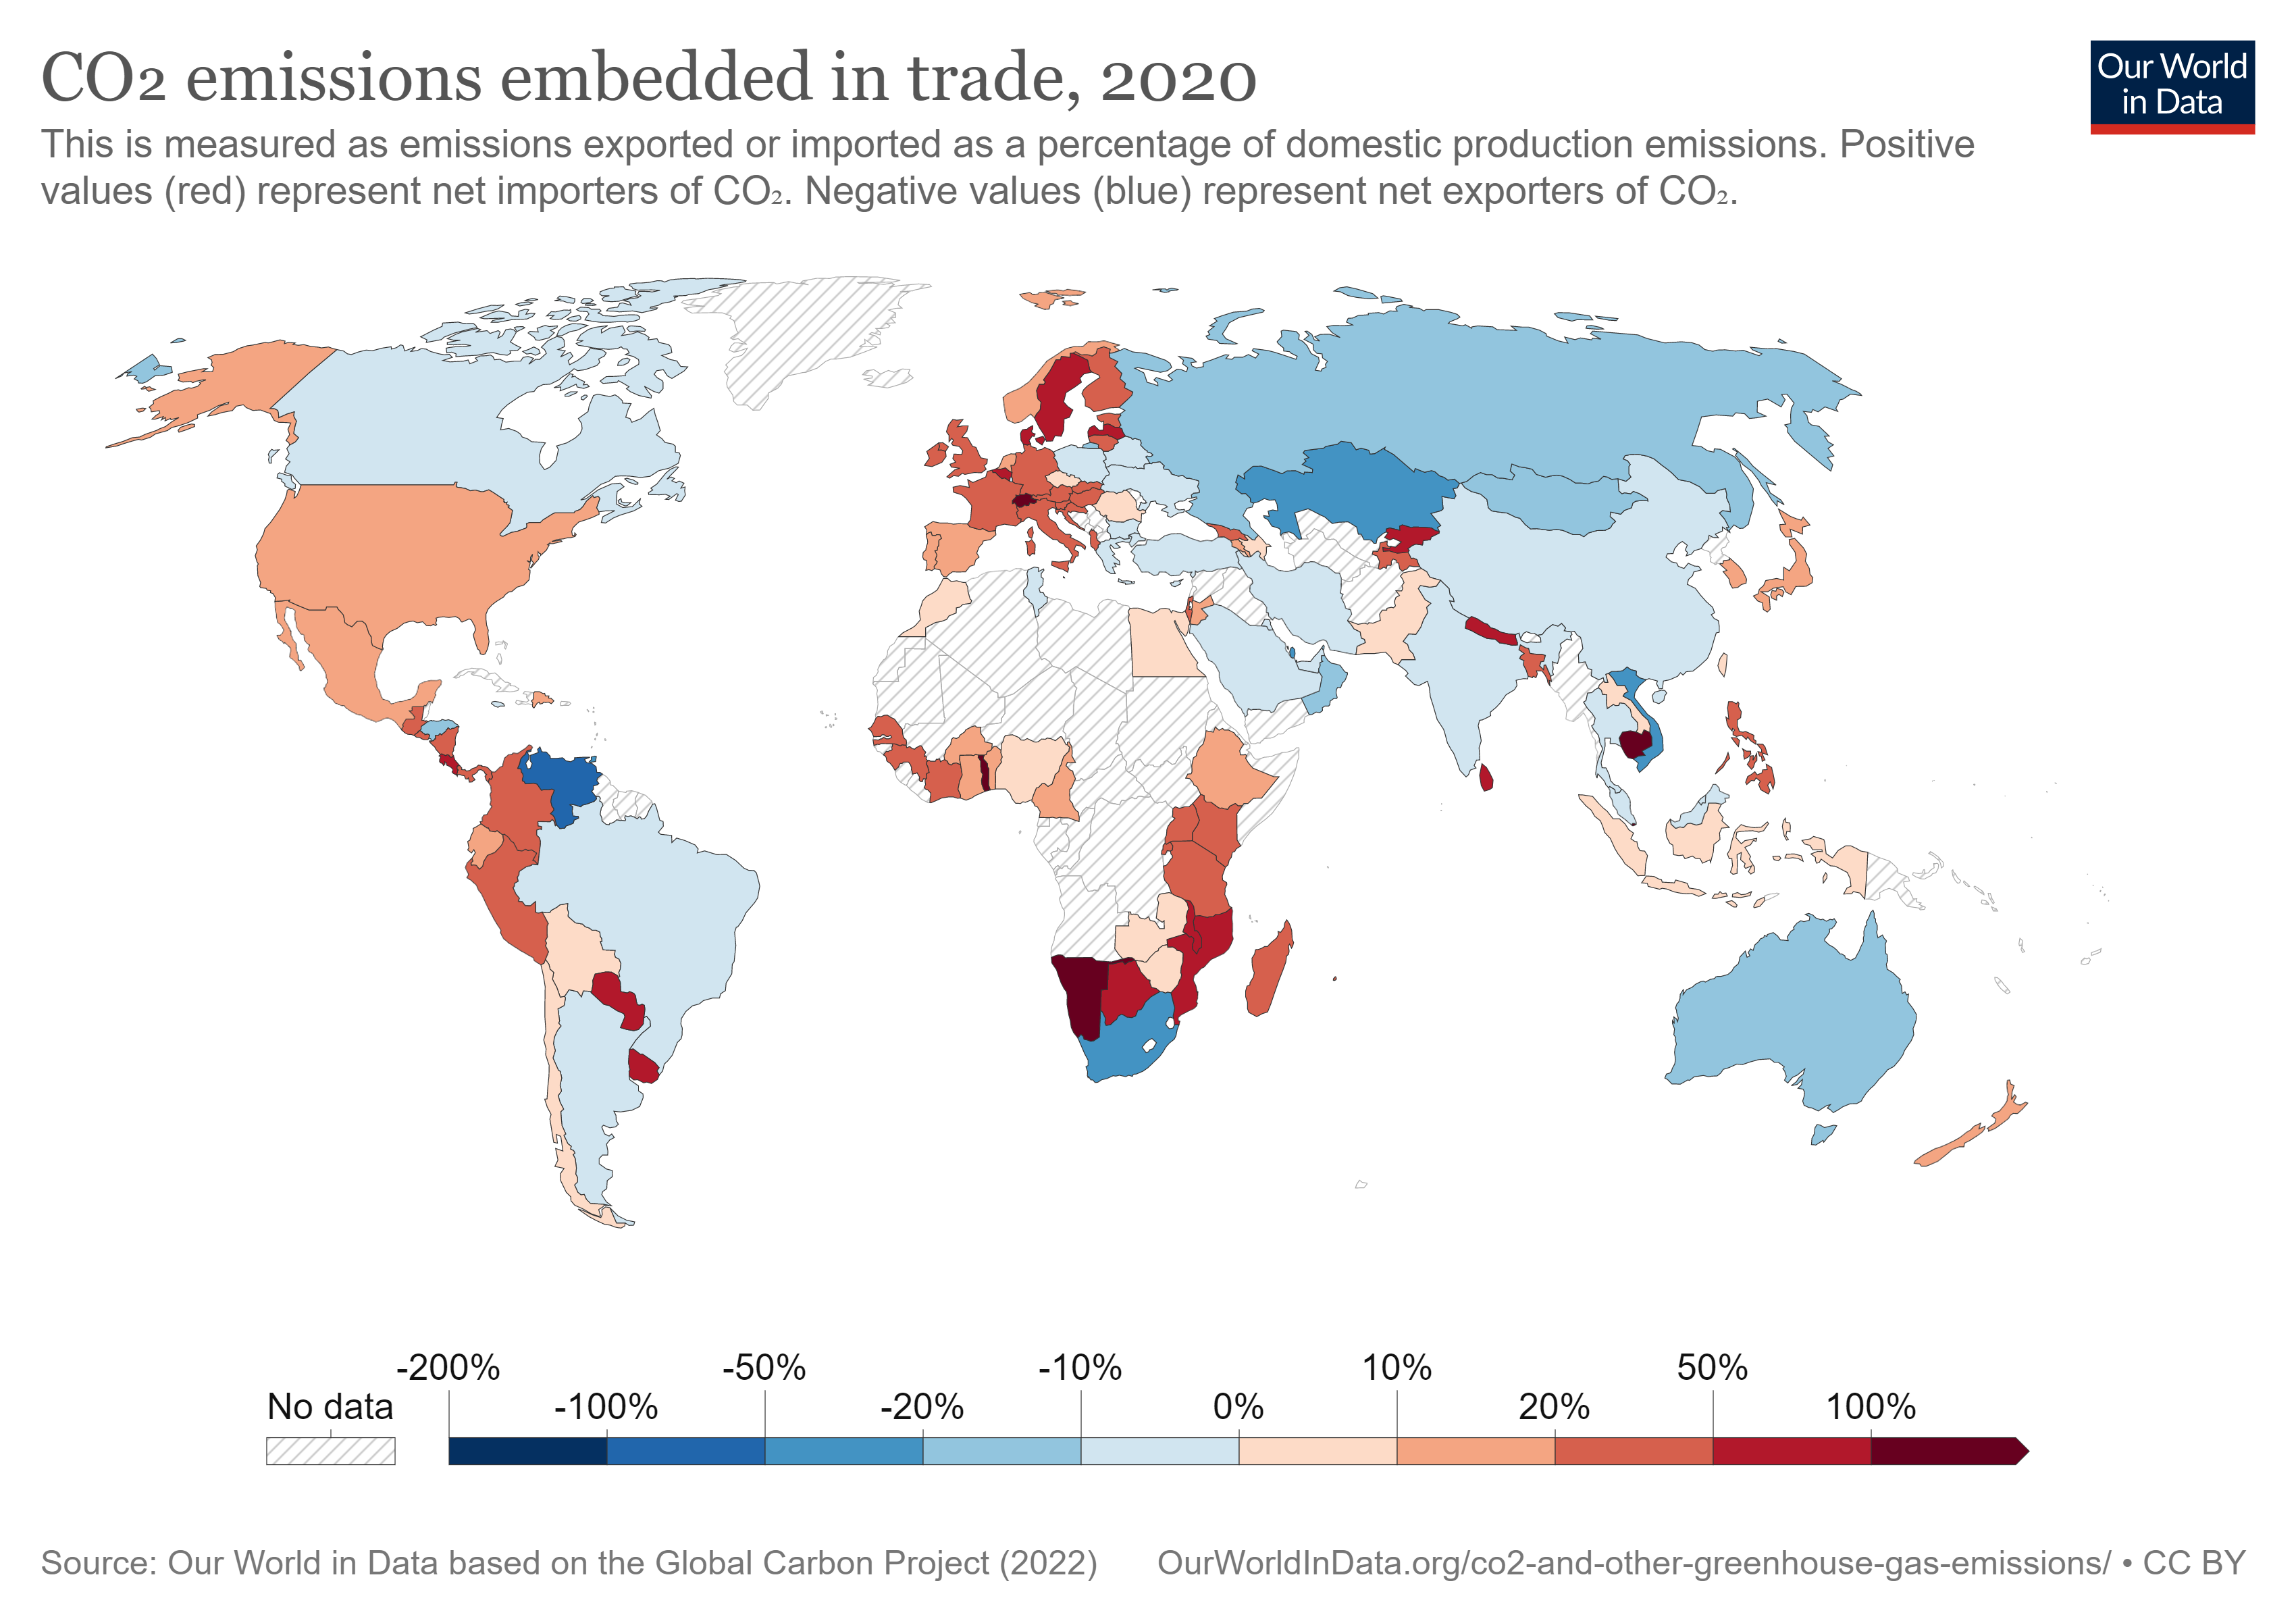 CO₂ emissions embedded in trade, 2020
Our World
in Data
This is measured as emissions exported or imported as a percentage of domestic production emissions. Positive
values (red) represent net importers of CO₂. Negative values (blue) represent net exporters of CO₂.
-200% -50% -10% 10% 50%
No data -100% -20% 0% 20% 100%
Source: Our World in Data based on the Global Carbon Project (2022) OurWorldInData.org/co2-and-other-greenhouse-gas-emissions/ • CC BY